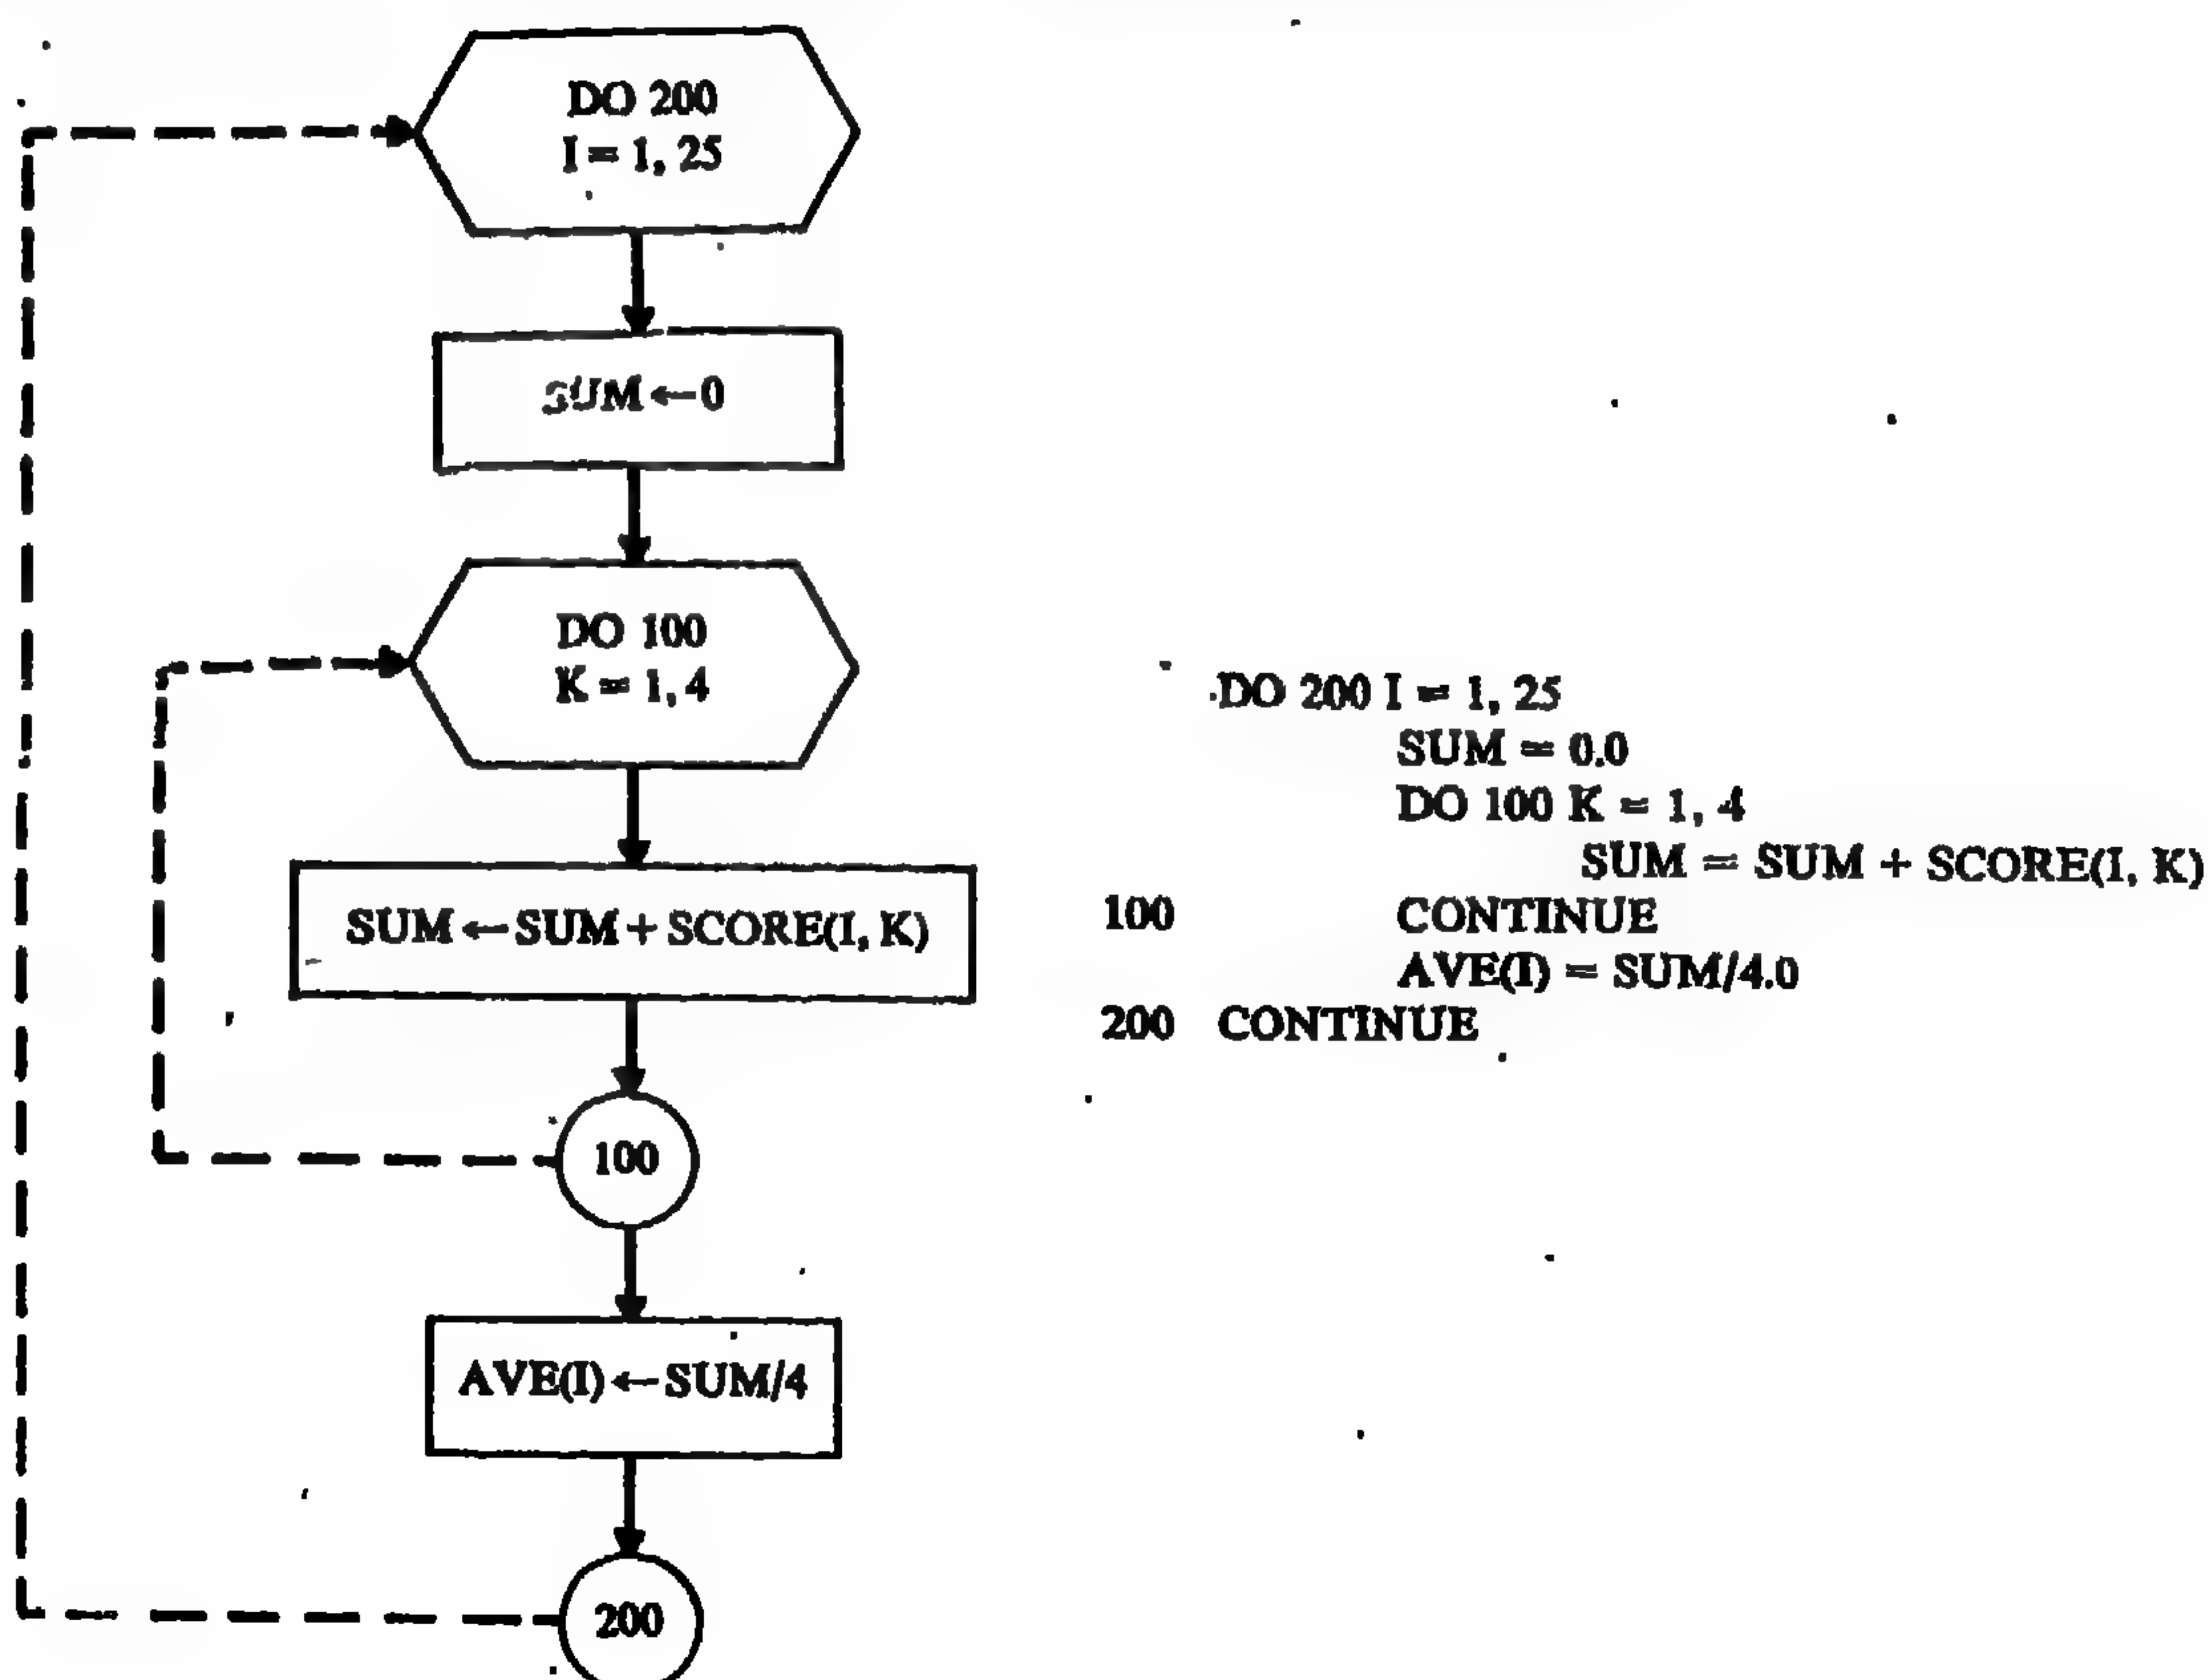 DO 200
I = 1, 25
SUM ← 0
DO 100
K = 1, 4
SUM ← SUM + SCORE(I, K)
100
AVE(I) ← SUM/4
200
DO 200 I = 1, 25
SUM = 0.0
DO 100 K = 1, 4
SUM = SUM + SCORE(I, K)
100 CONTINUE
AVE(I) = SUM/4.0
200 CONTINUE